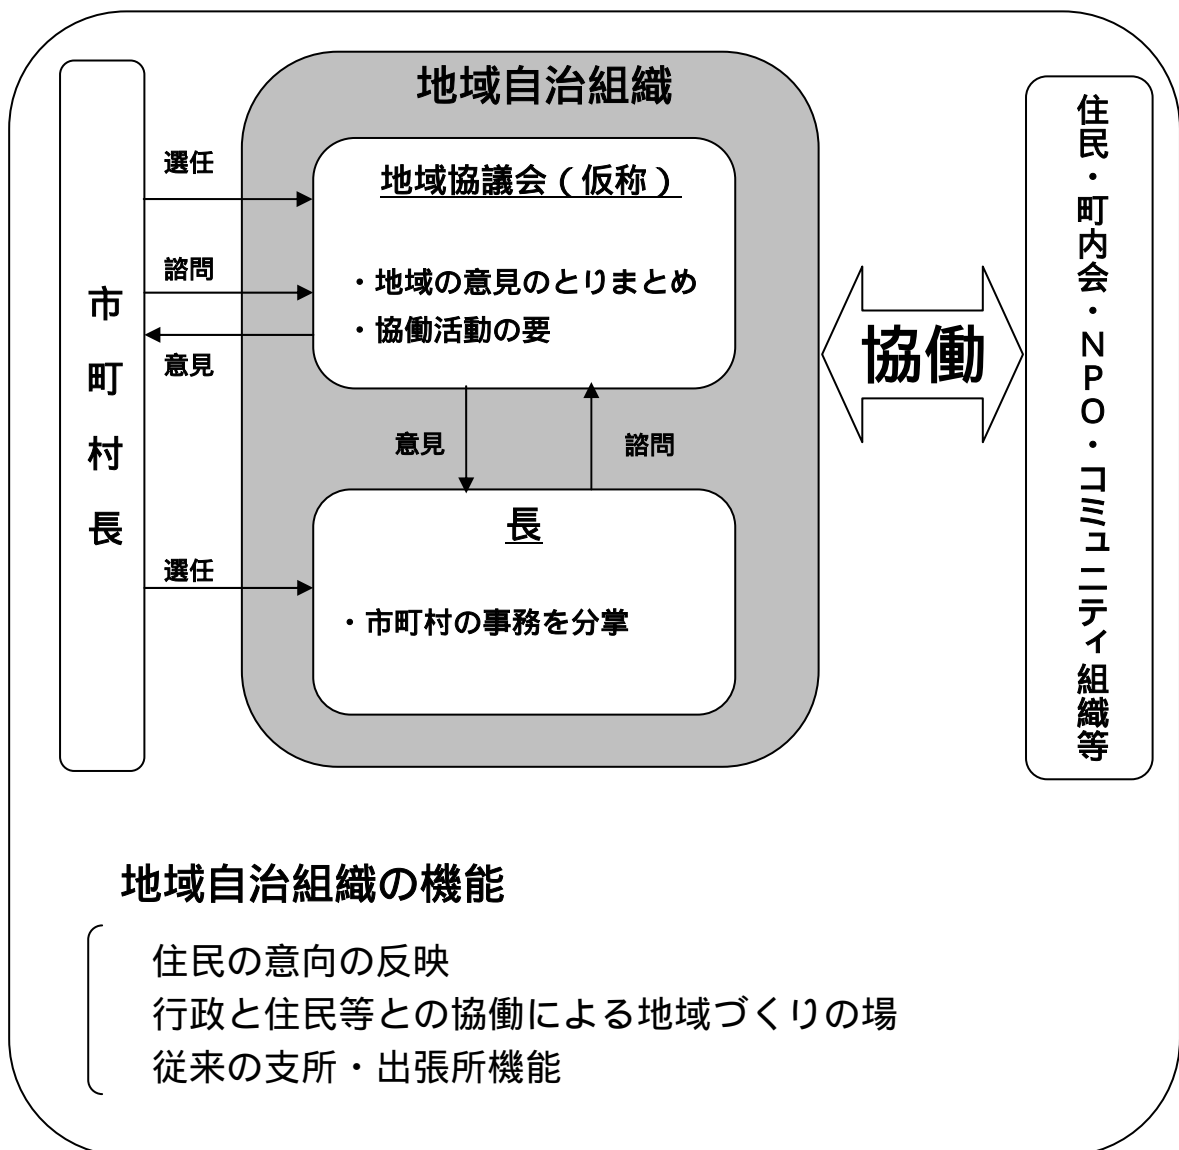 地域自治組織
市町村長
選任
諮問
意見
選任
地域協議会（仮称）
・地域の意見のとりまとめ
・協働活動の要
意見
諮問
長
・市町村の事務を分掌
協働
住民・町内会・ＮＰＯ・コミュニティ組織等
地域自治組織の機能
住民の意向の反映
行政と住民等との協働による地域づくりの場
従来の支所・出張所機能